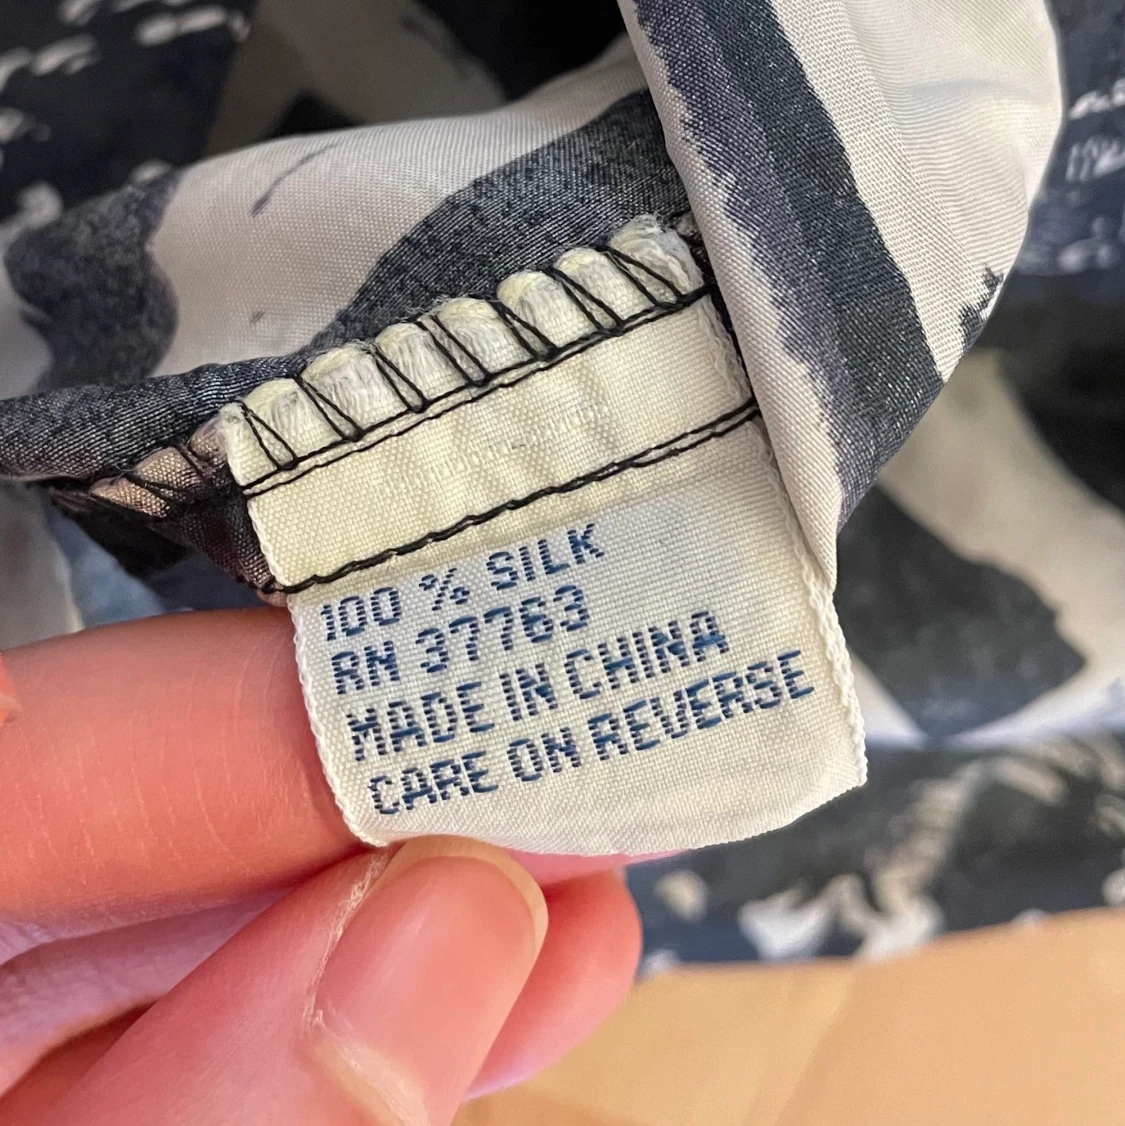 100 % SILK
RN 37763
MADE IN CHINA
CARE ON REVERSE